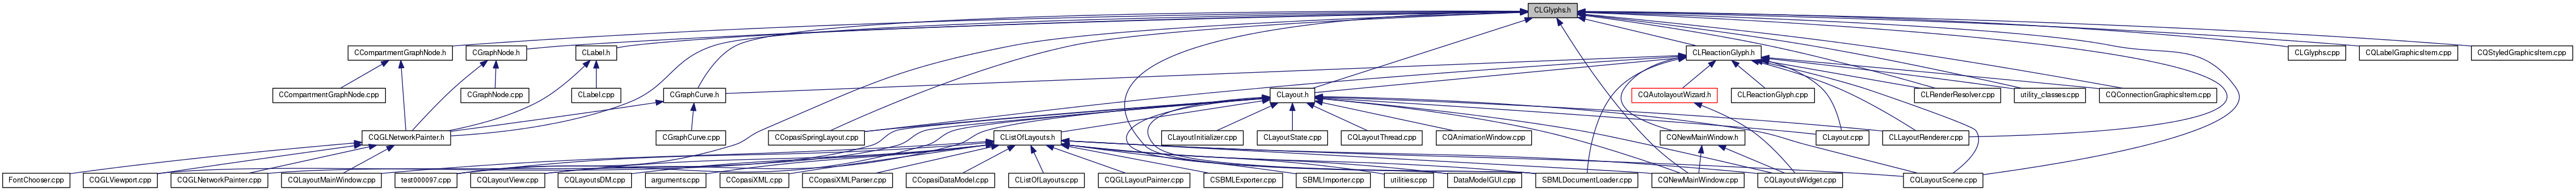 CLGlyphs.h
CCompartmentGraphNode.h
CGraphNode.h
CLabel.h
CLReactionGlyph.h
CLGlyphs.cpp
CQLabelGraphicsItem.cpp
CQStyledGraphicsItem.cpp
CCompartmentGraphNode.cpp
CGraphNode.cpp
CLabel.cpp
CGraphCurve.h
CLayout.h
CQAutolayoutWizard.h
CLReactionGlyph.cpp
CLRenderResolver.cpp
utility_classes.cpp
CQConnectionGraphicsItem.cpp
CQGLNetworkPainter.h
CGraphCurve.cpp
CCopasiSpringLayout.cpp
CListOfLayouts.h
CLayoutInitializer.cpp
CLayoutState.cpp
CQLayoutThread.cpp
CQAnimationWindow.cpp
CQNewMainWindow.h
CLayout.cpp
CLLayoutRenderer.cpp
FontChooser.cpp
CQGLViewport.cpp
CQGLNetworkPainter.cpp
CQLayoutMainWindow.cpp
test000097.cpp
CQLayoutView.cpp
CQLayoutsDM.cpp
arguments.cpp
CCopasiXML.cpp
CCopasiXMLParser.cpp
CCopasiDataModel.cpp
CListOfLayouts.cpp
CQGLLayoutPainter.cpp
CSBMLExporter.cpp
SBMLImporter.cpp
utilities.cpp
DataModelGUI.cpp
SBMLDocumentLoader.cpp
CQNewMainWindow.cpp
CQLayoutsWidget.cpp
CQLayoutScene.cpp